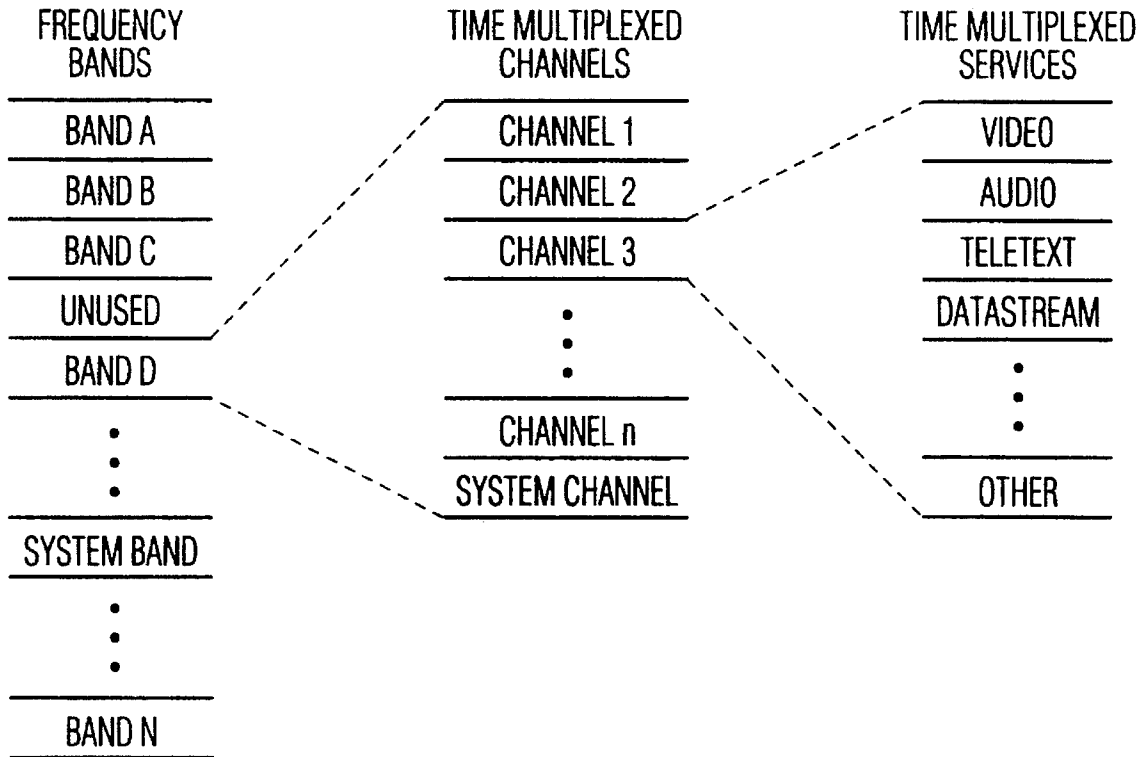 FREQUENCY
BANDS
BAND A
BAND B
BAND C
UNUSED
BAND D
SYSTEM BAND
BAND N
TIME MULTIPLEXED
CHANNELS
CHANNEL 1
CHANNEL 2
CHANNEL 3
CHANNEL n
SYSTEM CHANNEL
TIME MULTIPLEXED
SERVICES
VIDEO
AUDIO
TELETEXT
DATASTREAM
OTHER